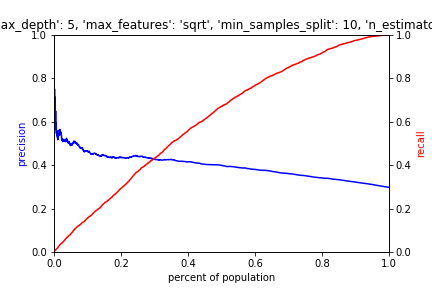 ax_depth': 5, 'max_features': 'sqrt', 'min_samples_split': 10, 'n_estimato
1.0 1.0
0.8 0.8
0.6 0.6
precision recall
0.4 0.4
0.2 0.2
0.0 0.0
0.0 0.2 0.4 0.6 0.8 1.0
percent of population